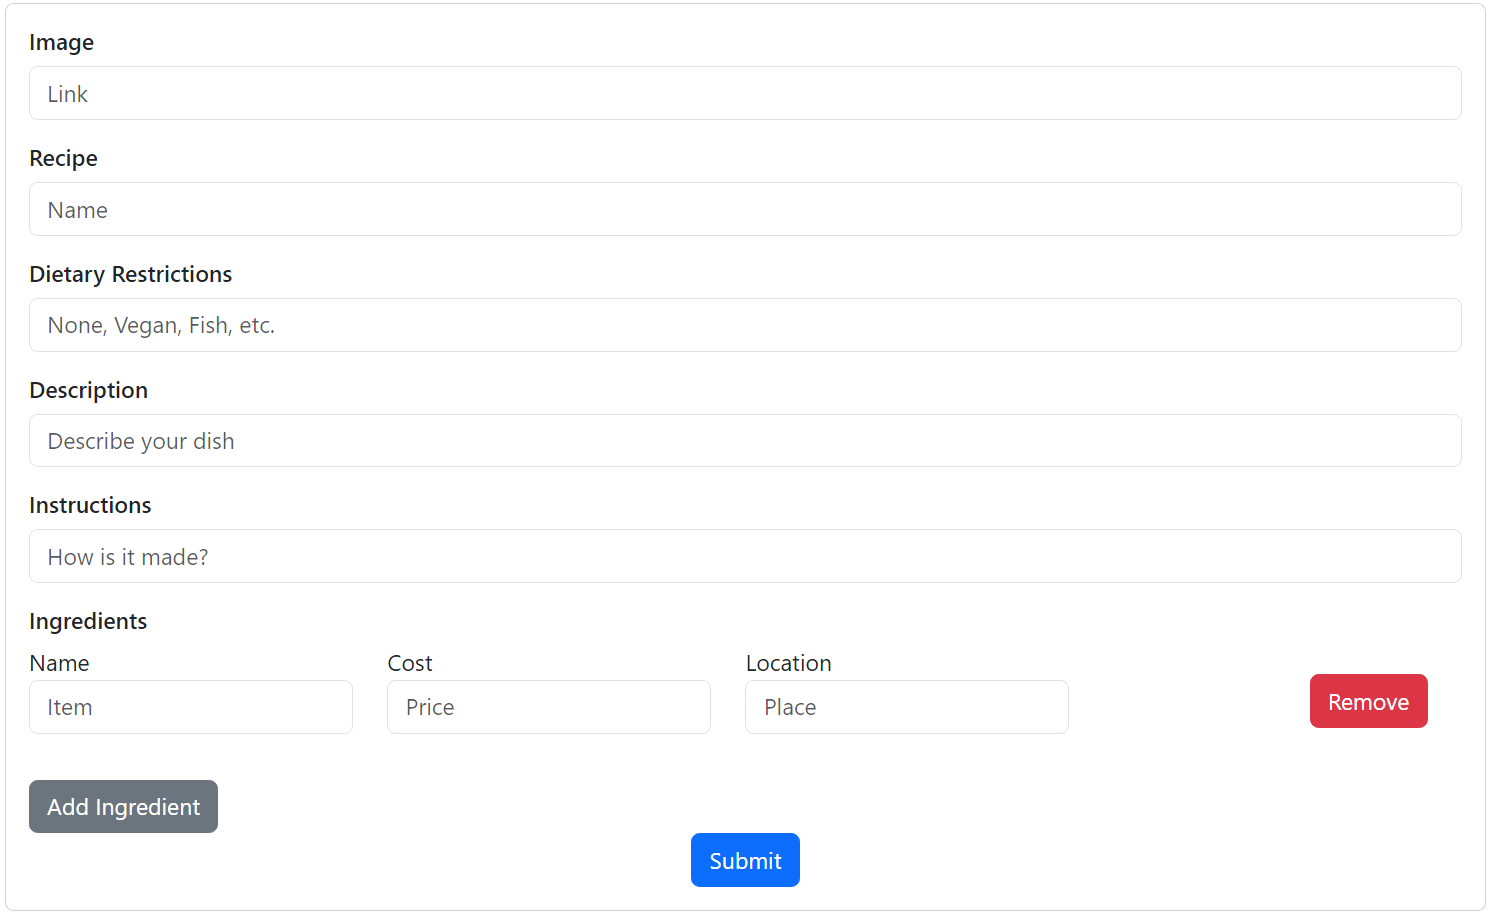 Image
Link
Recipe
Name
Dietary Restrictions
None, Vegan, Fish, etc.
Description
Describe your dish
Instructions
How is it made?
Ingredients
Name Cost Location
Item Price Place Remove
Add Ingredient
Submit